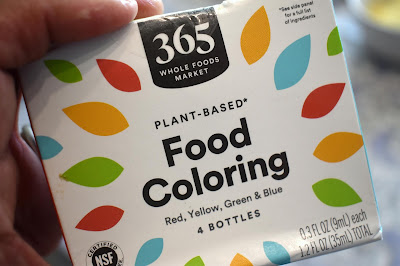 365
WHOLE FOODS
MARKET
*See side panel
for a full list
of ingredients
PLANT-BASED*
Food
Coloring
Red, Yellow, Green & Blue
4 BOTTLES
0.3 FL OZ (9mL) each
1.2 FL OZ (35mL) TOTAL
CERTIFIED
NSF